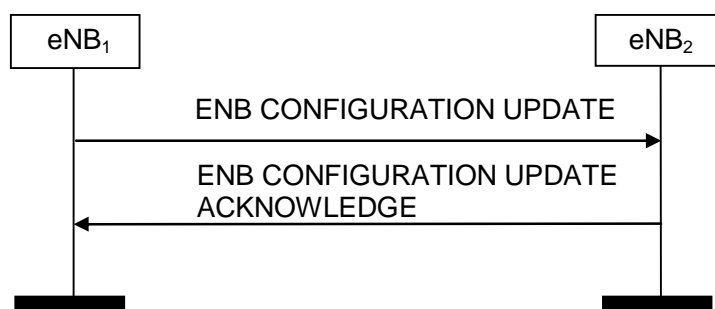 eNB₁
eNB₂
ENB CONFIGURATION UPDATE
ENB CONFIGURATION UPDATE
ACKNOWLEDGE